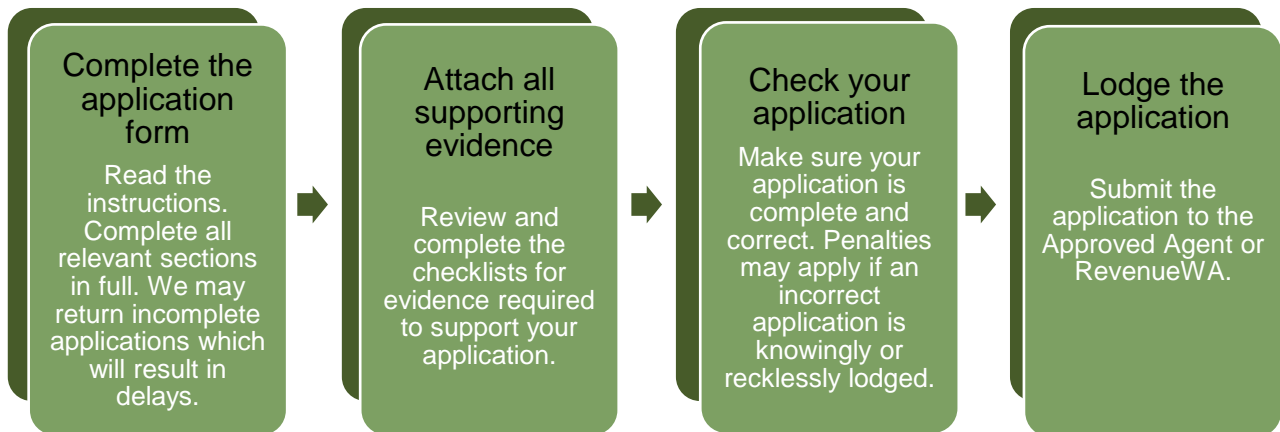 Complete the
application
form
Read the
instructions.
Complete all
relevant sections
in full. We may
return incomplete
applications which
will result in
delays.
Attach all
supporting
evidence
Review and
complete the
checklists for
evidence required
to support your
application.
Check your
application
Make sure your
application is
complete and
correct. Penalties
may apply if an
incorrect
application is
knowingly or
recklessly lodged.
Lodge the
application
Submit the
application to the
Approved Agent or
RevenueWA.